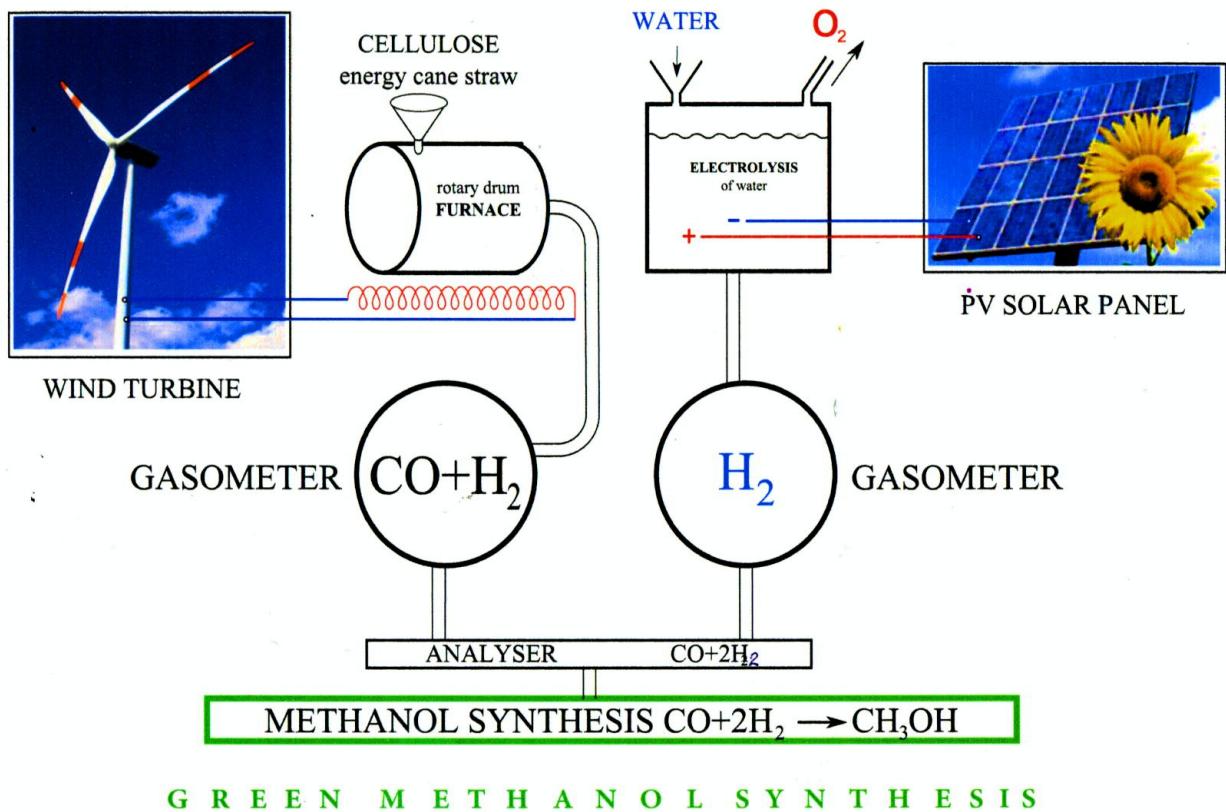 WATER
O₂
CELLULOSE
energy cane straw
ELECTROLYSIS
of water
rotary drum
FURNACE
-
+
PV SOLAR PANEL
WIND TURBINE
GASOMETER
CO+H₂
H₂
GASOMETER
ANALYSER CO+2H₂
METHANOL SYNTHESIS CO+2H₂ → CH₃OH
GREEN METHANOL SYNTHESIS